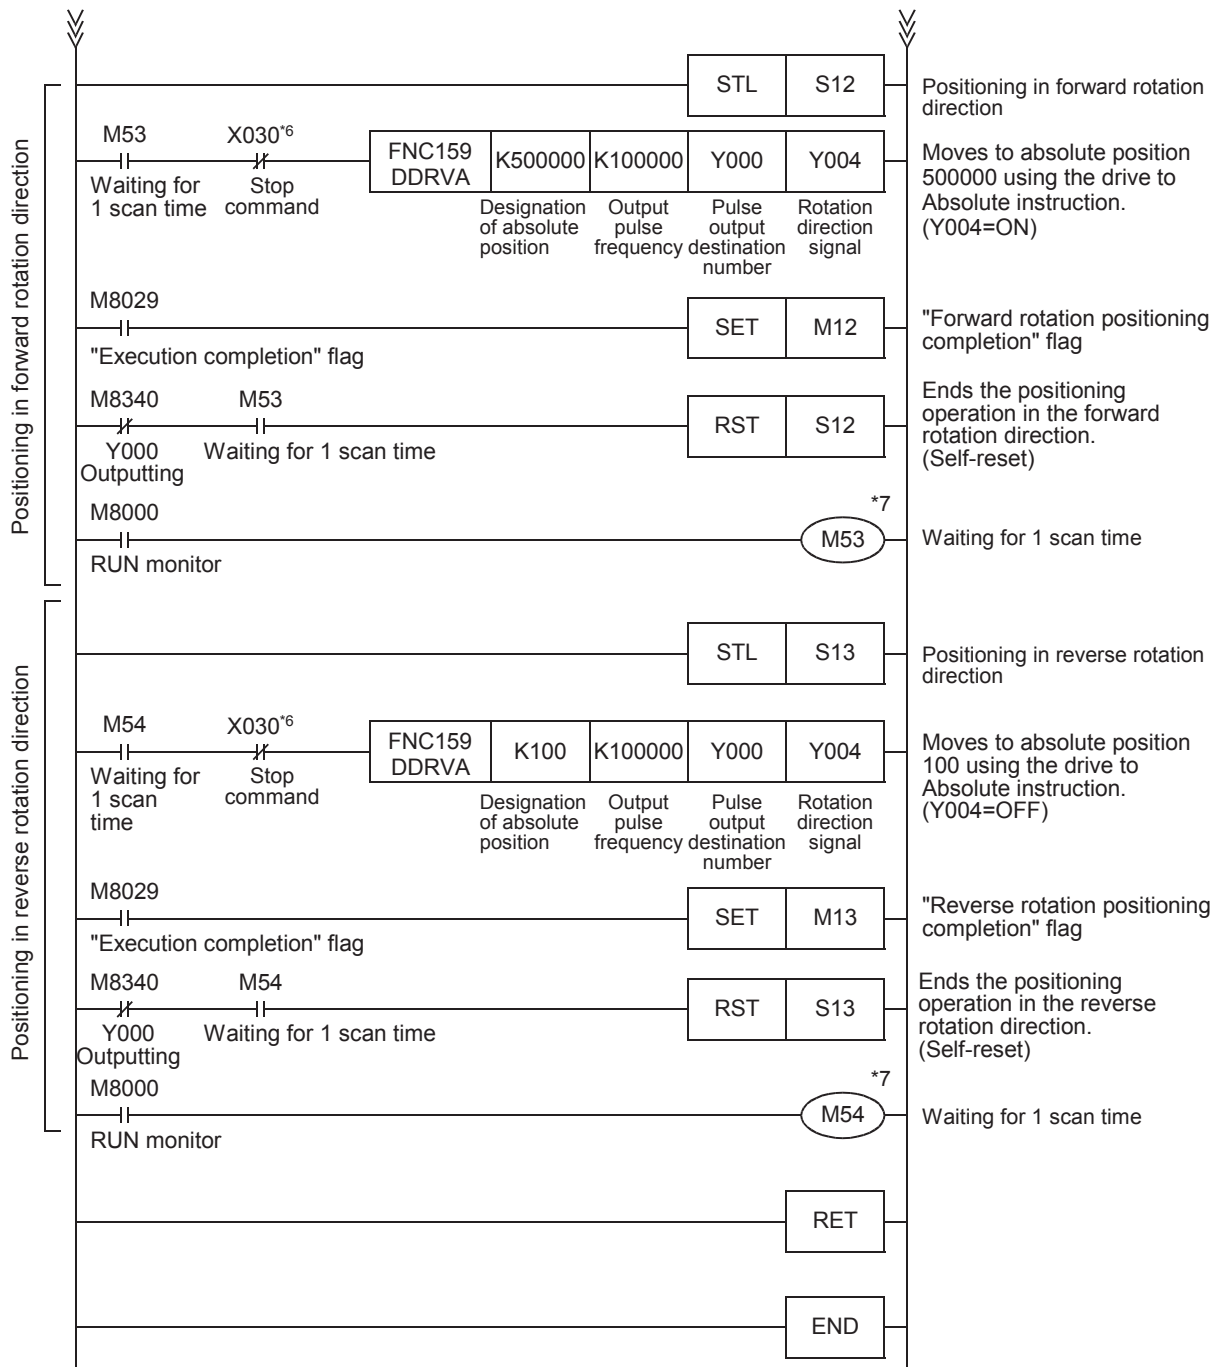 Positioning in forward rotation direction
STL S12
Positioning in forward rotation
direction
M53 X030*6
FNC159
DDRVA K500000 K100000 Y000 Y004
Waiting for
1 scan time
Stop
command
Designation
of absolute
position
Output
pulse
frequency
Pulse
output
destination
number
Rotation
direction
signal
Moves to absolute position
500000 using the drive to
Absolute instruction.
(Y004=ON)
M8029
"Execution completion" flag
SET M12
"Forward rotation positioning
completion" flag
M8340 M53
Y000
Outputting
Waiting for 1 scan time
RST S12
Ends the positioning
operation in the forward
rotation direction.
(Self-reset)
M8000
RUN monitor
*7
M53
Waiting for 1 scan time
Positioning in reverse rotation direction
STL S13
Positioning in reverse rotation
direction
M54 X030*6
FNC159
DDRVA K100 K100000 Y000 Y004
Waiting for
1 scan
time
Stop
command
Designation
of absolute
position
Output
pulse
frequency
Pulse
output
destination
number
Rotation
direction
signal
Moves to absolute position
100 using the drive to
Absolute instruction.
(Y004=OFF)
M8029
"Execution completion" flag
SET M13
"Reverse rotation positioning
completion" flag
M8340 M54
Y000
Outputting
Waiting for 1 scan time
RST S13
Ends the positioning
operation in the reverse
rotation direction.
(Self-reset)
M8000
RUN monitor
*7
M54
Waiting for 1 scan time
RET
END